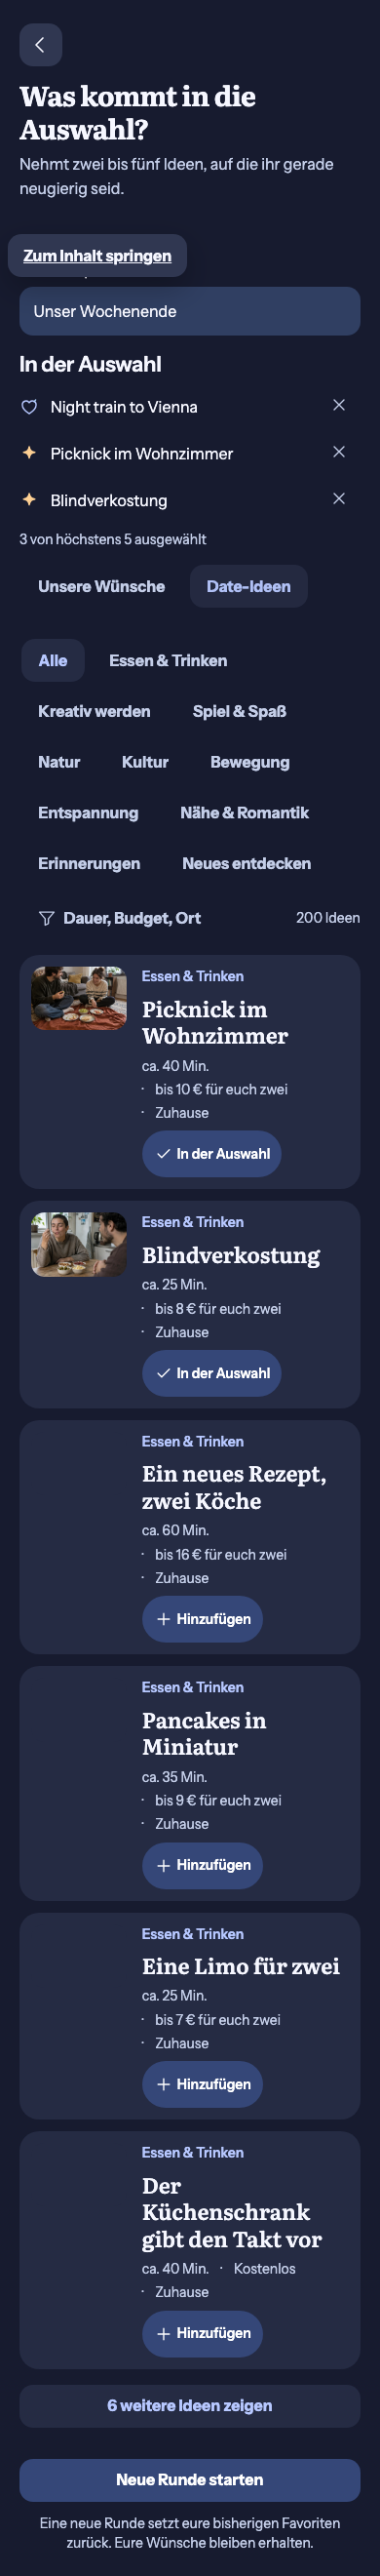 Was kommt in die
Auswahl?
Nehmt zwei bis fünf Ideen, auf die ihr gerade
neugierig seid.
Zum Inhalt springen
Unser Wochenende
In der Auswahl
Night train to Vienna
Picknick im Wohnzimmer
Blindverkostung
3 von höchstens 5 ausgewählt
Unsere Wünsche Date-Ideen
Alle Essen & Trinken
Kreativ werden Spiel & Spaß
Natur Kultur Bewegung
Entspannung Nähe & Romantik
Erinnerungen Neues entdecken
Dauer, Budget, Ort 200 Ideen
Essen & Trinken
Picknick im
Wohnzimmer
ca. 40 Min.
· bis 10 € für euch zwei
· Zuhause
In der Auswahl
Essen & Trinken
Blindverkostung
ca. 25 Min.
· bis 8 € für euch zwei
· Zuhause
In der Auswahl
Essen & Trinken
Ein neues Rezept,
zwei Köche
ca. 60 Min.
· bis 16 € für euch zwei
· Zuhause
Hinzufügen
Essen & Trinken
Pancakes in
Miniatur
ca. 35 Min.
· bis 9 € für euch zwei
· Zuhause
Hinzufügen
Essen & Trinken
Eine Limo für zwei
ca. 25 Min.
· bis 7 € für euch zwei
· Zuhause
Hinzufügen
Essen & Trinken
Der
Küchenschrank
gibt den Takt vor
ca. 40 Min. · Kostenlos
· Zuhause
Hinzufügen
6 weitere Ideen zeigen
Neue Runde starten
Eine neue Runde setzt eure bisherigen Favoriten
zurück. Eure Wünsche bleiben erhalten.